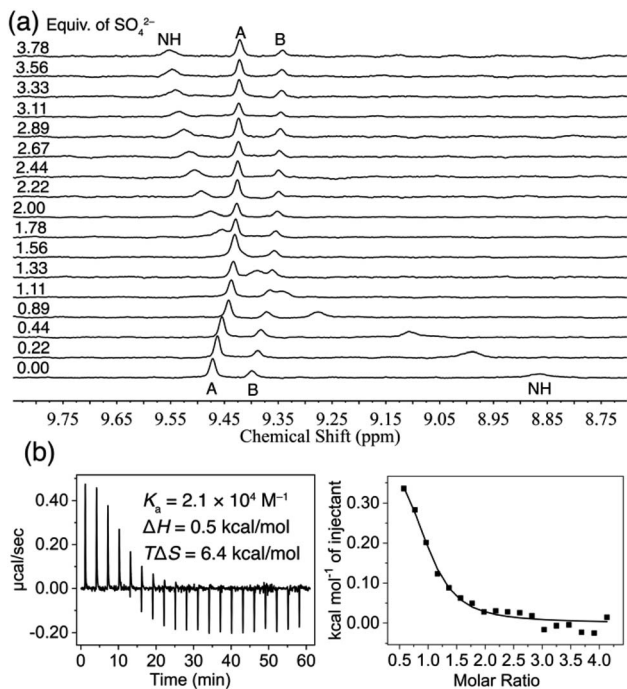 (a) Equiv. of SO₄²⁻
NH A B
3.78
3.56
3.33
3.11
2.89
2.67
2.44
2.22
2.00
1.78
1.56
1.33
1.11
0.89
0.44
0.22
0.00
A B NH
9.75 9.65 9.55 9.45 9.35 9.25 9.15 9.05 8.95 8.85 8.75
Chemical Shift (ppm)
(b)
0.40
0.20
0.00
-0.20
µcal/sec
Kₐ = 2.1 × 10⁴ M⁻¹
ΔH = 0.5 kcal/mol
TΔS = 6.4 kcal/mol
0 10 20 30 40 50 60
Time (min)
kcal mol⁻¹ of injectant
0.30
0.20
0.10
0.00
0.5 1.0 1.5 2.0 2.5 3.0 3.5 4.0
Molar Ratio